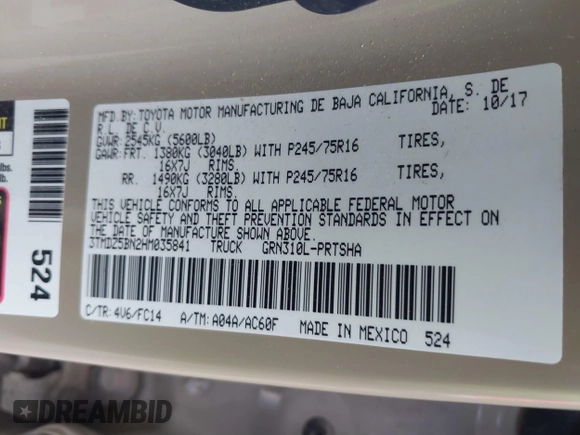 MFD.BY:TOYOTA MOTOR MANUFACTURING DE BAJA CALIFORNIA, S. DE
R.L. DE C.V. DATE: 10/17
GVWR: 2545KG (5600LB)
GAWR: FRT. 1380KG (3040LB) WITH P245/75R16 TIRES,
16X7J RIMS.
RR. 1490KG (3280LB) WITH P245/75R16 TIRES,
16X7J RIMS.
THIS VEHICLE CONFORMS TO ALL APPLICABLE FEDERAL MOTOR
VEHICLE SAFETY AND THEFT PREVENTION STANDARDS IN EFFECT ON
THE DATE OF MANUFACTURE SHOWN ABOVE.
3TMDZ5BN2HM035841 TRUCK GRN310L-PRTSHA
C/TR: 4V6/FC14 A/TM: A04A/AC60F MADE IN MEXICO 524
524
lbs.
lb.
DREAMBID